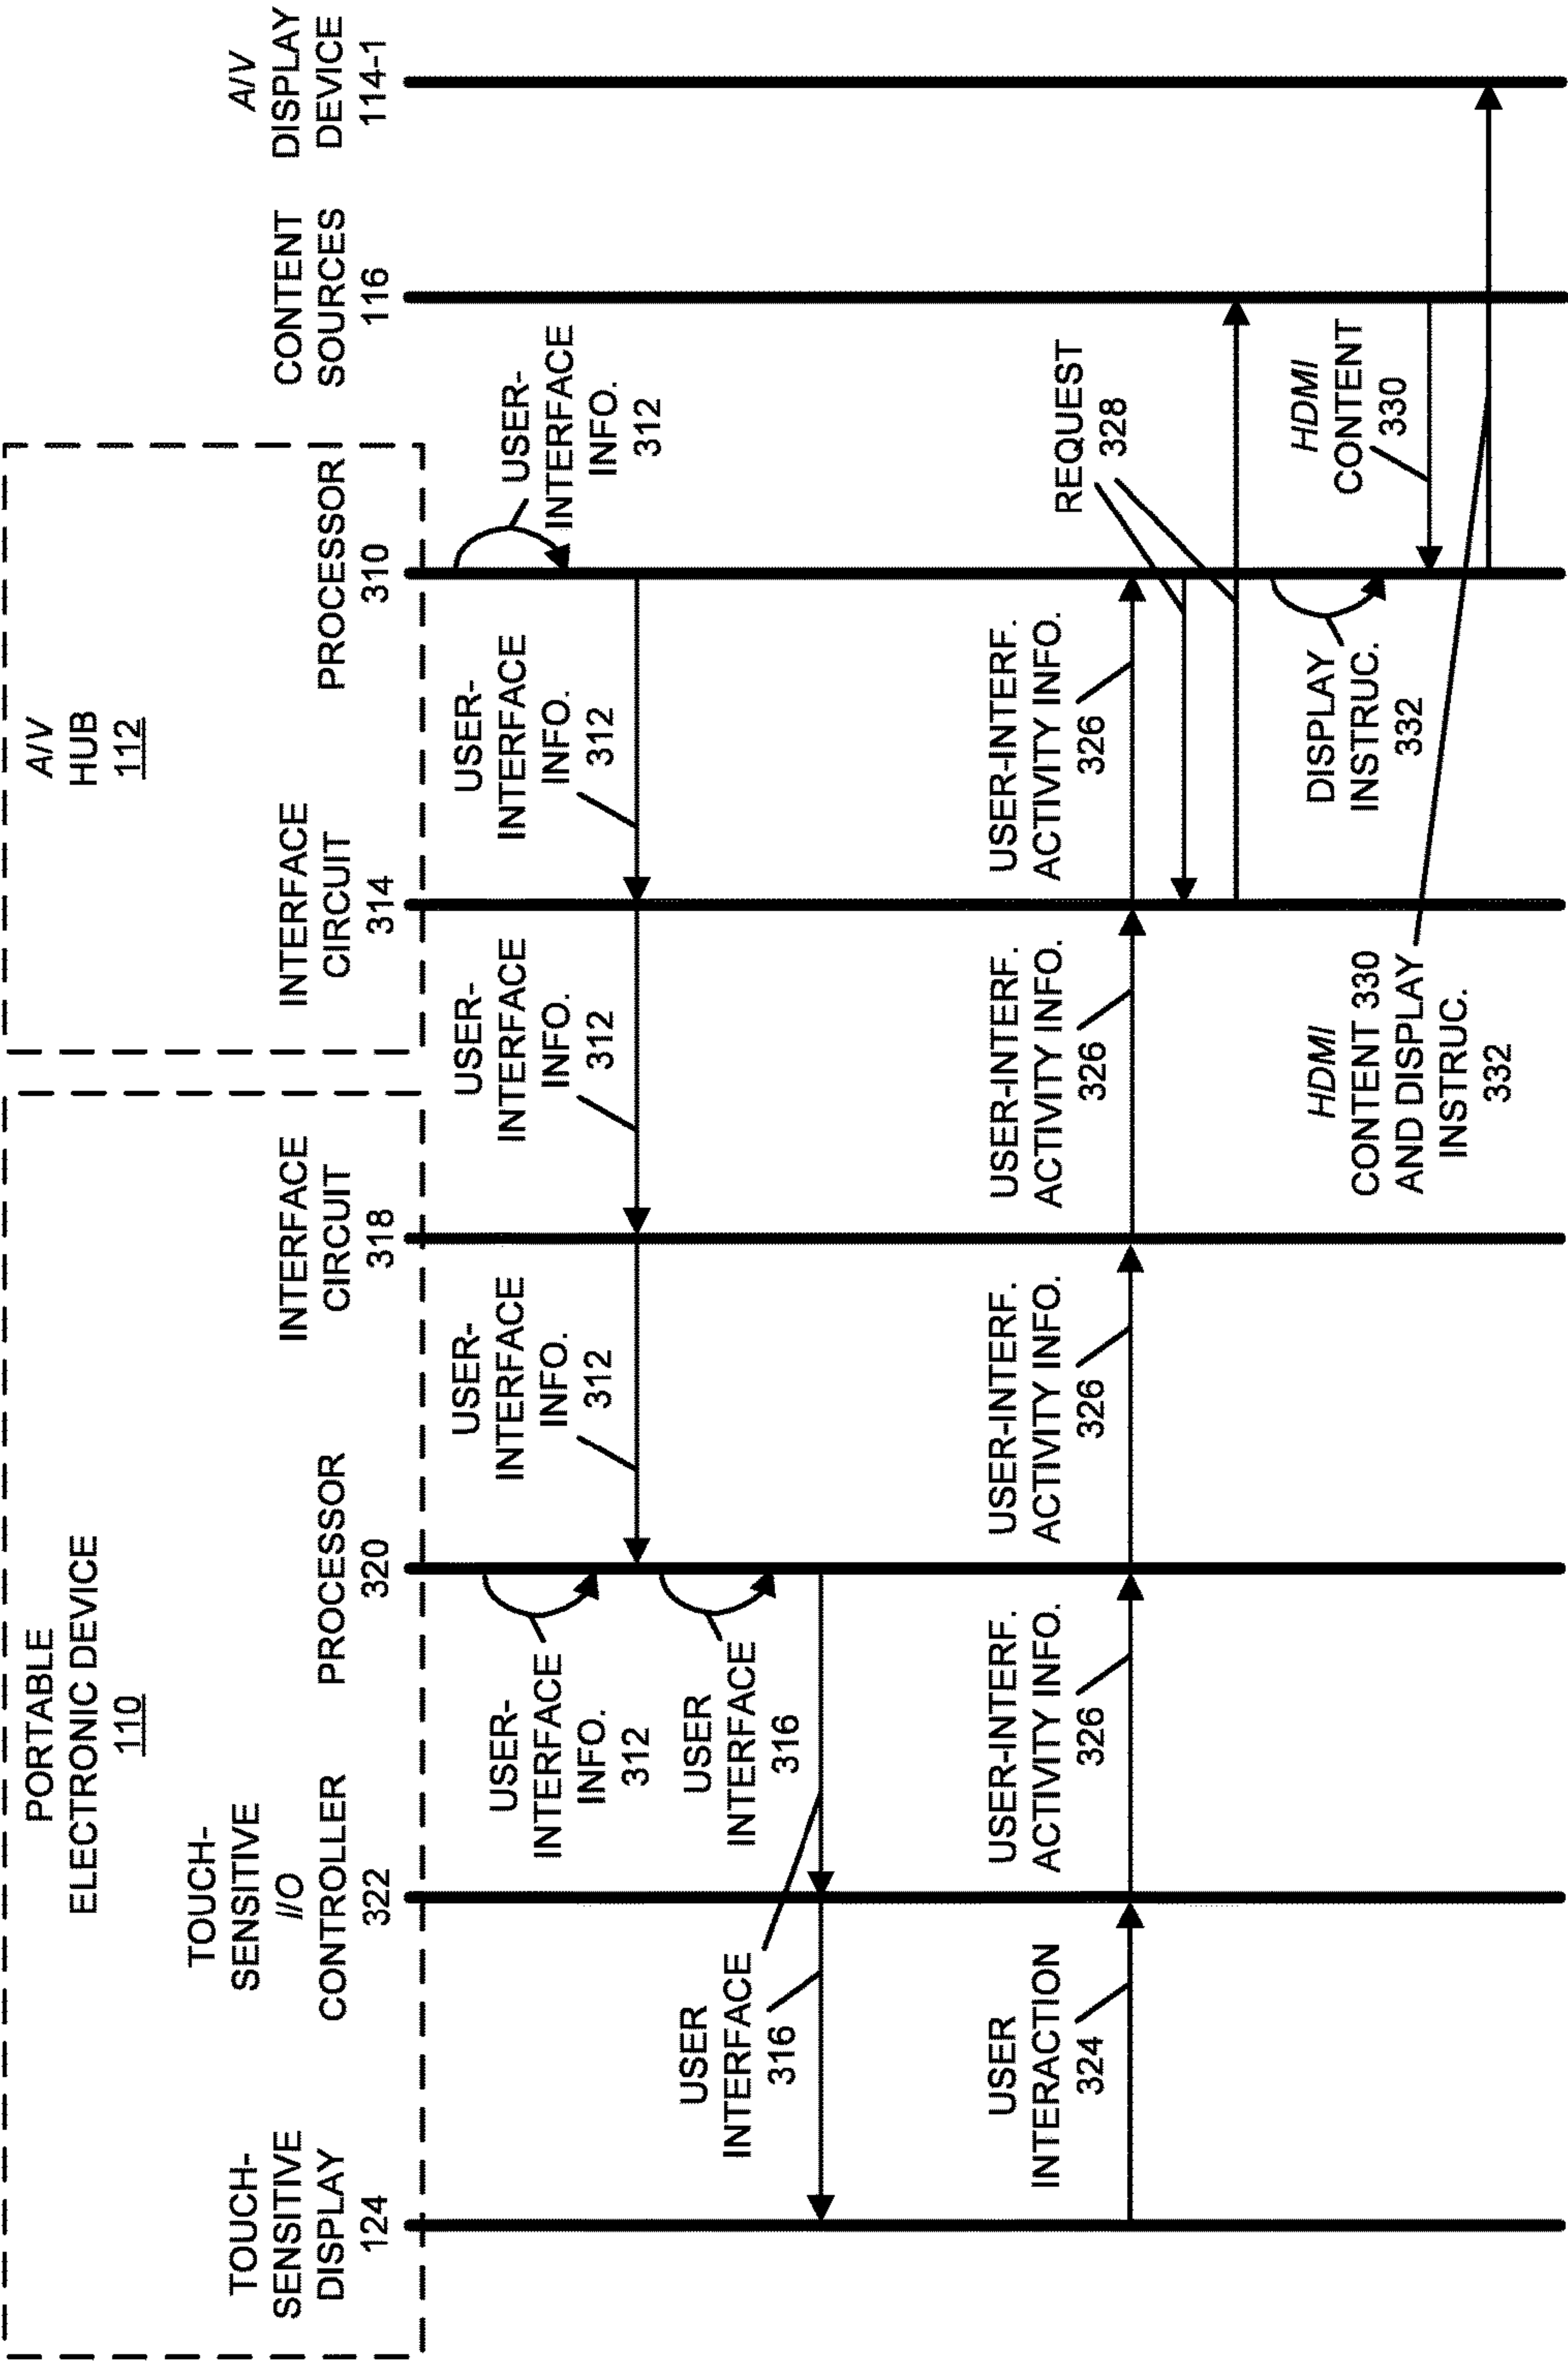 PORTABLE
ELECTRONIC DEVICE
110
A/V
HUB
112
TOUCH-
SENSITIVE
DISPLAY
124
TOUCH-
SENSITIVE
I/O
CONTROLLER
322
PROCESSOR
320
INTERFACE
CIRCUIT
318
INTERFACE
CIRCUIT
314
PROCESSOR
310
CONTENT
SOURCES
116
A/V
DISPLAY
DEVICE
114-1
USER-
INTERFACE
INFO.
312
USER-
INTERFACE
INFO.
312
USER-
INTERFACE
INFO.
312
USER-
INTERFACE
INFO.
312
USER-
INTERFACE
INFO.
312
USER
INTERFACE
316
USER
INTERFACE
316
USER
INTERACTION
324
USER-INTERF.
ACTIVITY INFO.
326
USER-INTERF.
ACTIVITY INFO.
326
USER-INTERF.
ACTIVITY INFO.
326
USER-INTERF.
ACTIVITY INFO.
326
REQUEST
328
DISPLAY
INSTRUC.
332
HDMI
CONTENT
330
HDMI
CONTENT 330
AND DISPLAY
INSTRUC.
332